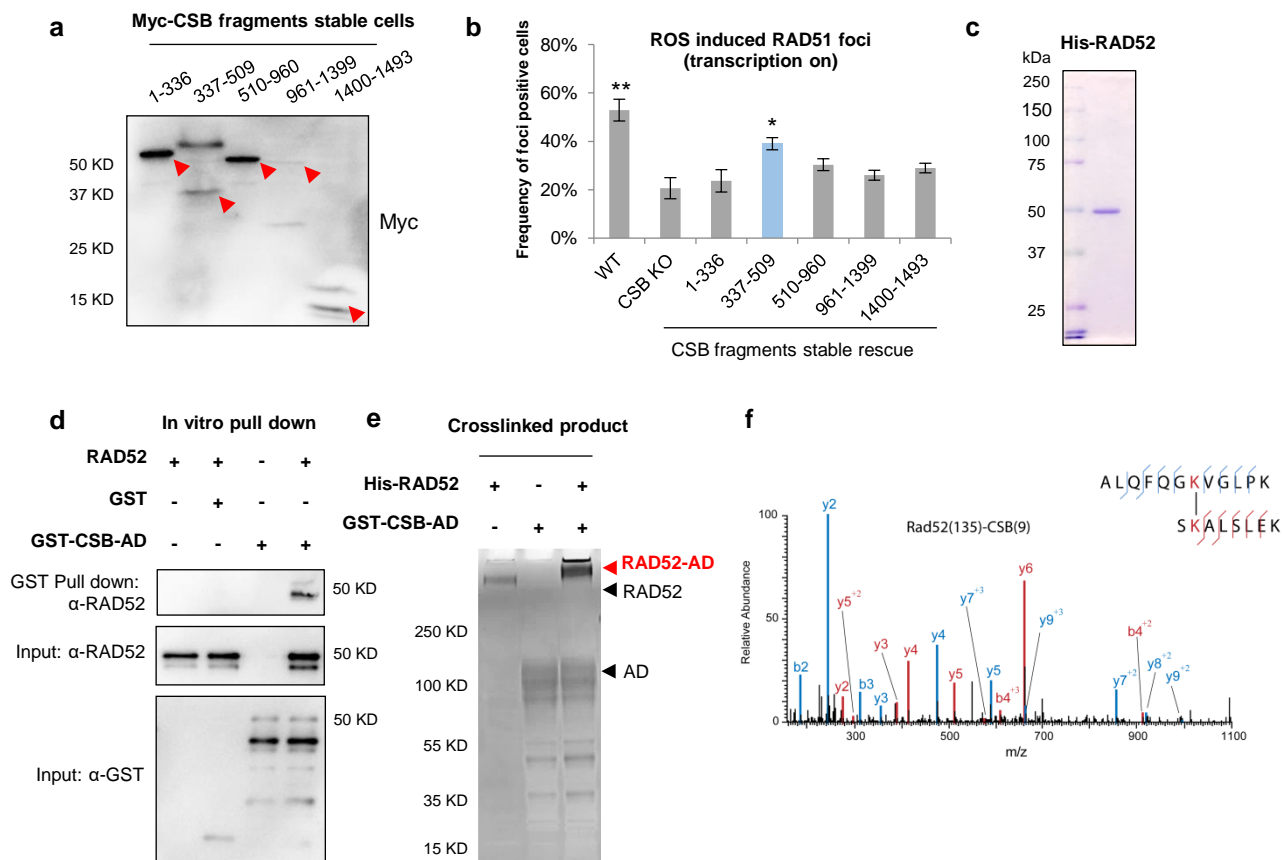 a
Myc-CSB fragments stable cells
1-336
337-509
510-960
961-1399
1400-1493
50 KD
37 KD
25 KD
15 KD
Myc
b
ROS induced RAD51 foci
(transcription on)
Frequency of foci positive cells
80%
60%
40%
20%
0%
**
*
WT
CSB KO
1-336
337-509
510-960
961-1399
1400-1493
CSB fragments stable rescue
c
His-RAD52
kDa
250
150
100
75
50
37
25
d
In vitro pull down
RAD52 + + - +
GST - + - -
GST-CSB-AD - - + +
GST Pull down:
α-RAD52
50 KD
Input: α-RAD52
50 KD
Input: α-GST
50 KD
e
Crosslinked product
His-RAD52 + - +
GST-CSB-AD - + +
RAD52-AD
RAD52
AD
250 KD
100 KD
55 KD
35 KD
15 KD
f
ALQFQGKVGLPK
SKALSLEK
Rad52(135)-CSB(9)
Relative Abundance
100
50
0
b2
y2
y2
y5+2
b3
y3
y3
y4
y4
y5
y7+3
y5
b4+3
y6
y9+3
y7+2
b4+2
y8+2
y9+2
300
500
700
900
1100
m/z